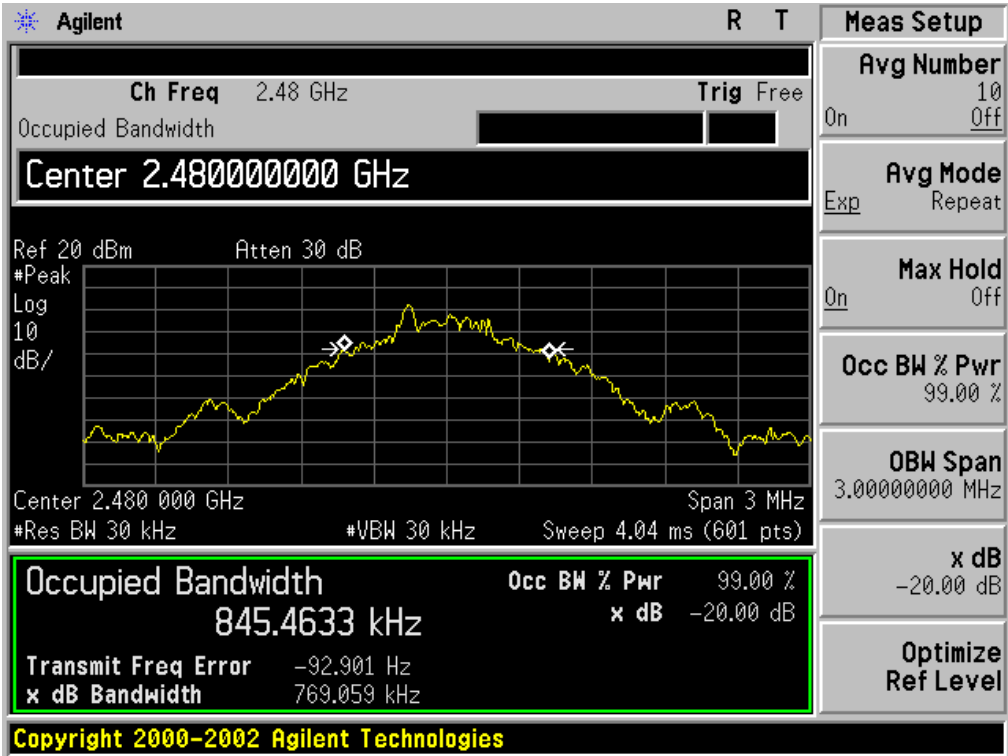 Agilent R T
Ch Freq 2.48 GHz Trig Free
Occupied Bandwidth
Center 2.480000000 GHz
Ref 20 dBm Atten 30 dB
#Peak
Log
10
dB/
Center 2.480 000 GHz Span 3 MHz
#Res BW 30 kHz #VBW 30 kHz Sweep 4.04 ms (601 pts)
Occupied Bandwidth Occ BW % Pwr 99.00 %
845.4633 kHz x dB -20.00 dB
Transmit Freq Error -92.901 Hz
x dB Bandwidth 769.059 kHz
Copyright 2000-2002 Agilent Technologies
Meas Setup
Avg Number
10
On Off
Avg Mode
Exp Repeat
Max Hold
On Off
Occ BW % Pwr
99.00 %
OBW Span
3.00000000 MHz
x dB
-20.00 dB
Optimize
Ref Level